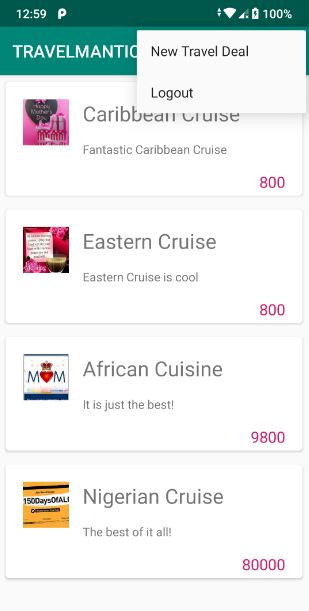 12:59 100%
TRAVELMANTIC
New Travel Deal
Logout
Happy
Mother's
Day
Caribbean Cruise
Fantastic Caribbean Cruise
800
Eastern Cruise
Eastern Cruise is cool
800
MOM
African Cuisine
It is just the best!
9800
150DaysOfALC
Nigerian Cruise
The best of it all!
80000